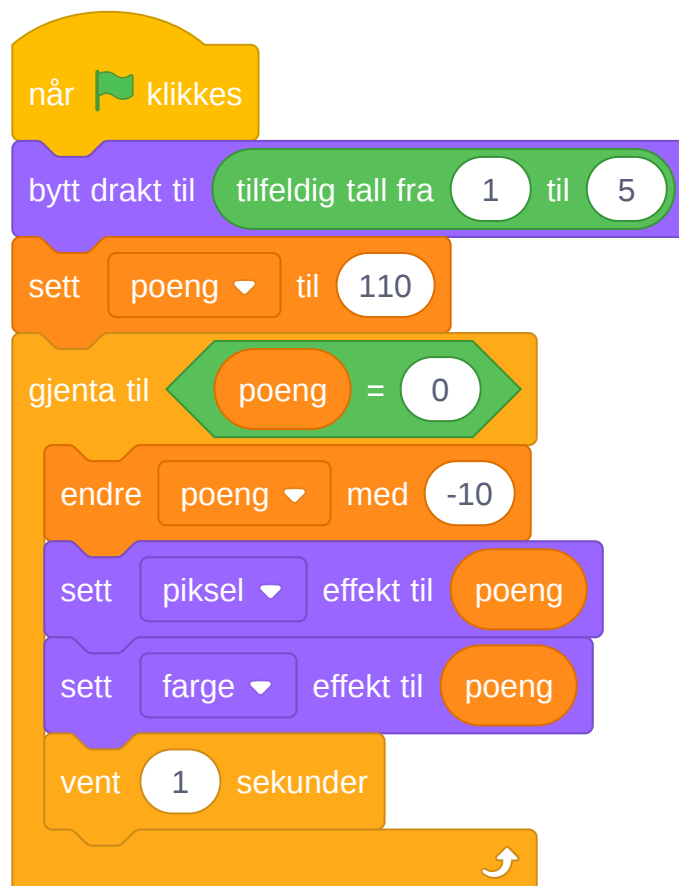 når klikkes
bytt drakt til tilfeldig tall fra 1 til 5
sett poeng til 110
gjenta til poeng = 0
endre poeng med -10
sett piksel effekt til poeng
sett farge effekt til poeng
vent 1 sekunder